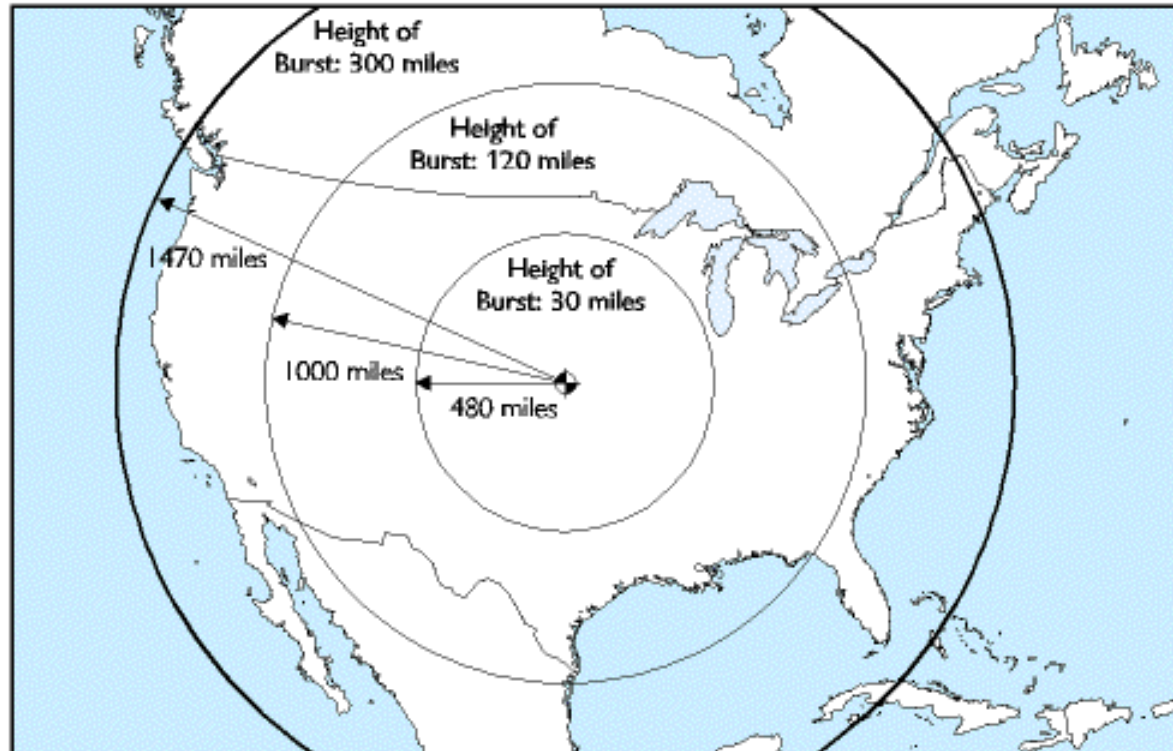 Height of
Burst: 300 miles
Height of
Burst: 120 miles
1470 miles
Height of
Burst: 30 miles
1000 miles
480 miles